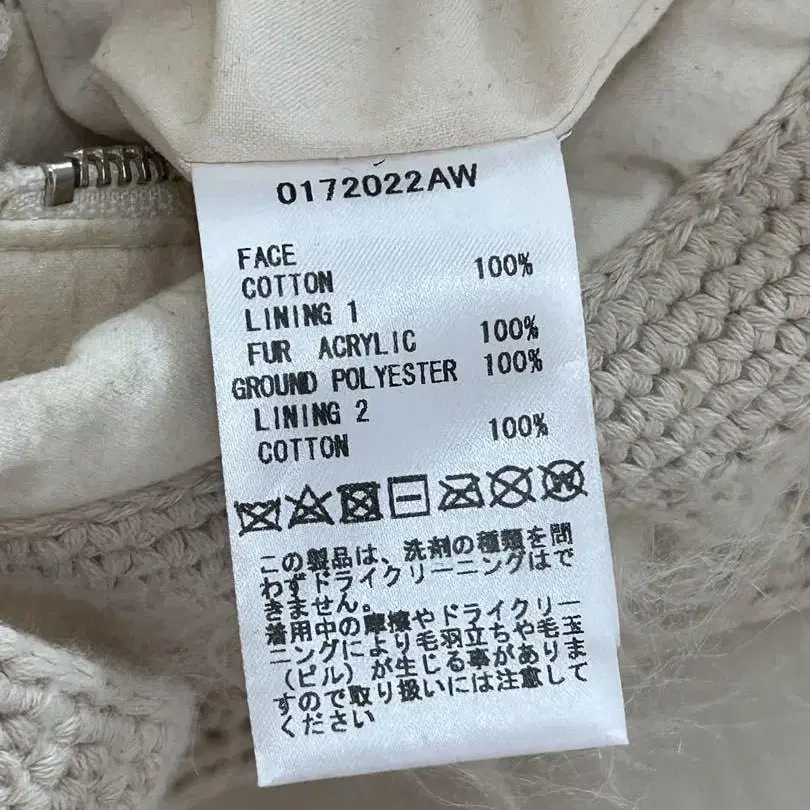 0172022AW
FACE
COTTON 100%
LINING 1
FUR ACRYLIC 100%
GROUND POLYESTER 100%
LINING 2
COTTON 100%
この製品は、洗剤の種類を問
わずドライクリーニングはで
きません。
着用中の摩擦やドライクリー
ニングにより毛羽立ちや毛玉
(ピル)が生じる事がありま
すので取り扱いには注意して
ください